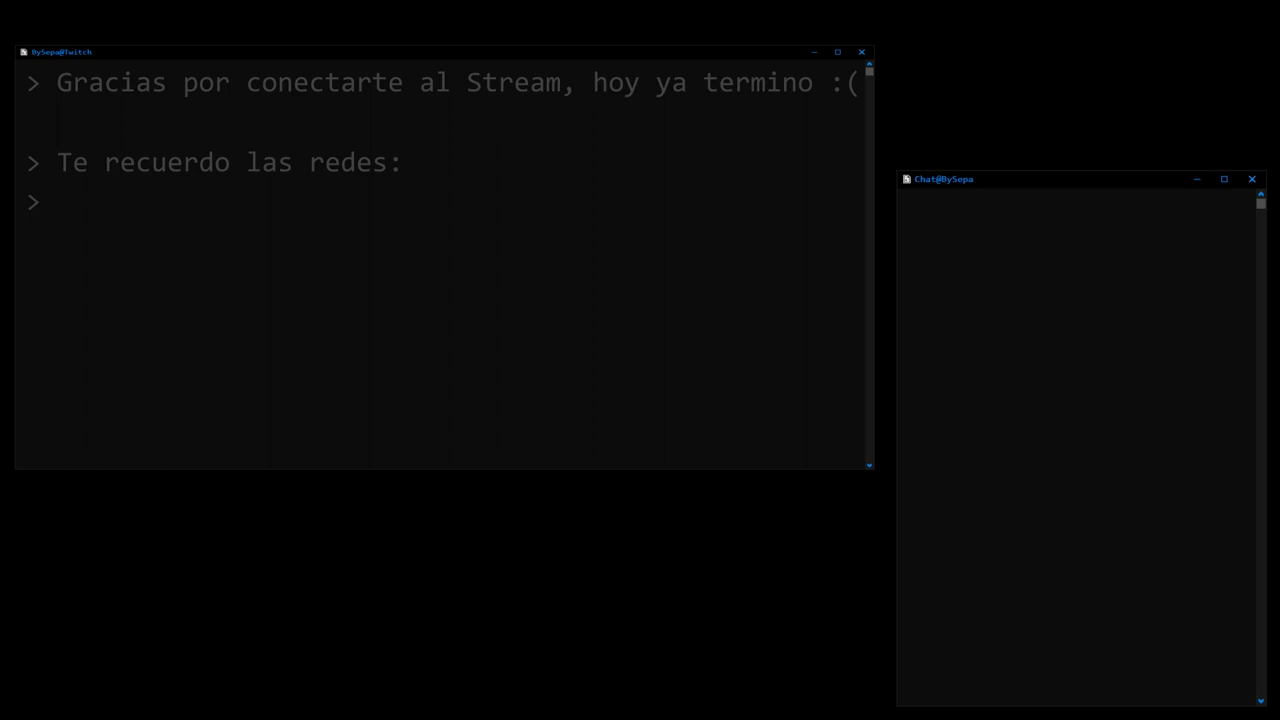 BySepa@Twitch
> Gracias por conectarte al Stream, hoy ya termino :(
> Te recuerdo las redes:
>
Chat@BySepa